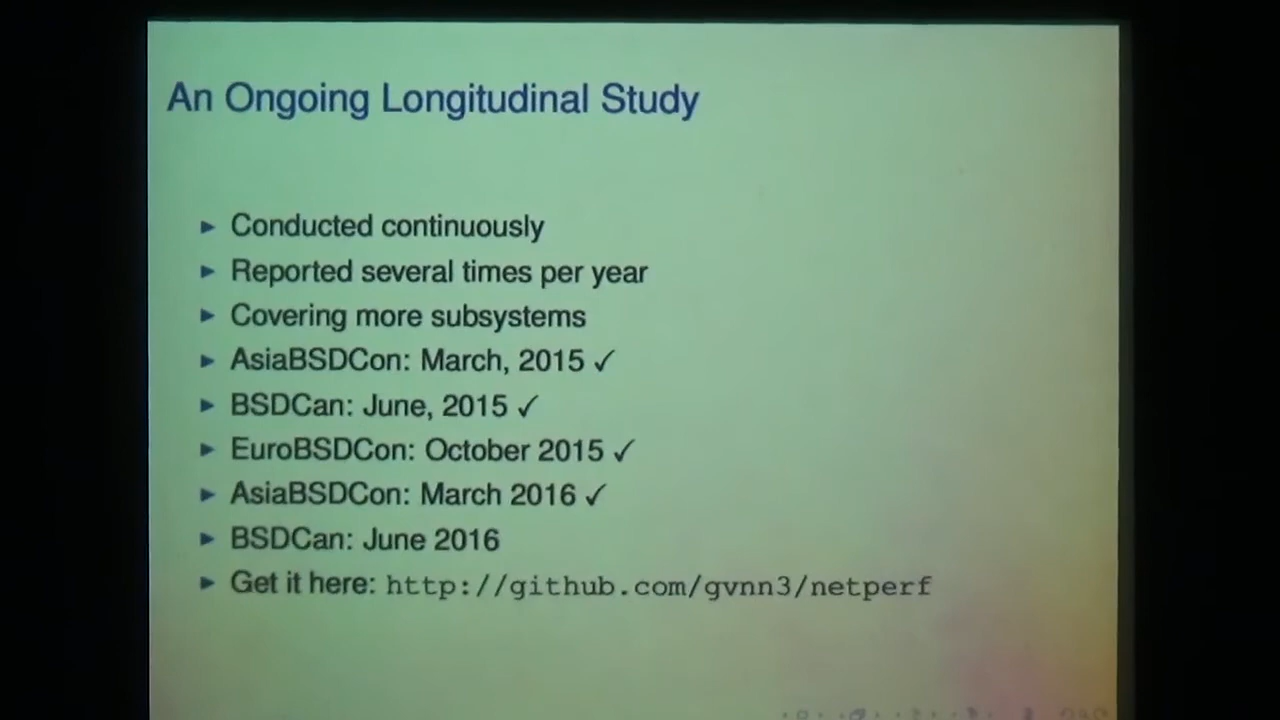 An Ongoing Longitudinal Study
► Conducted continuously
► Reported several times per year
► Covering more subsystems
► AsiaBSDCon: March, 2015 ✓
► BSDCan: June, 2015 ✓
► EuroBSDCon: October 2015 ✓
► AsiaBSDCon: March 2016 ✓
► BSDCan: June 2016
► Get it here: http://github.com/gvnn3/netperf